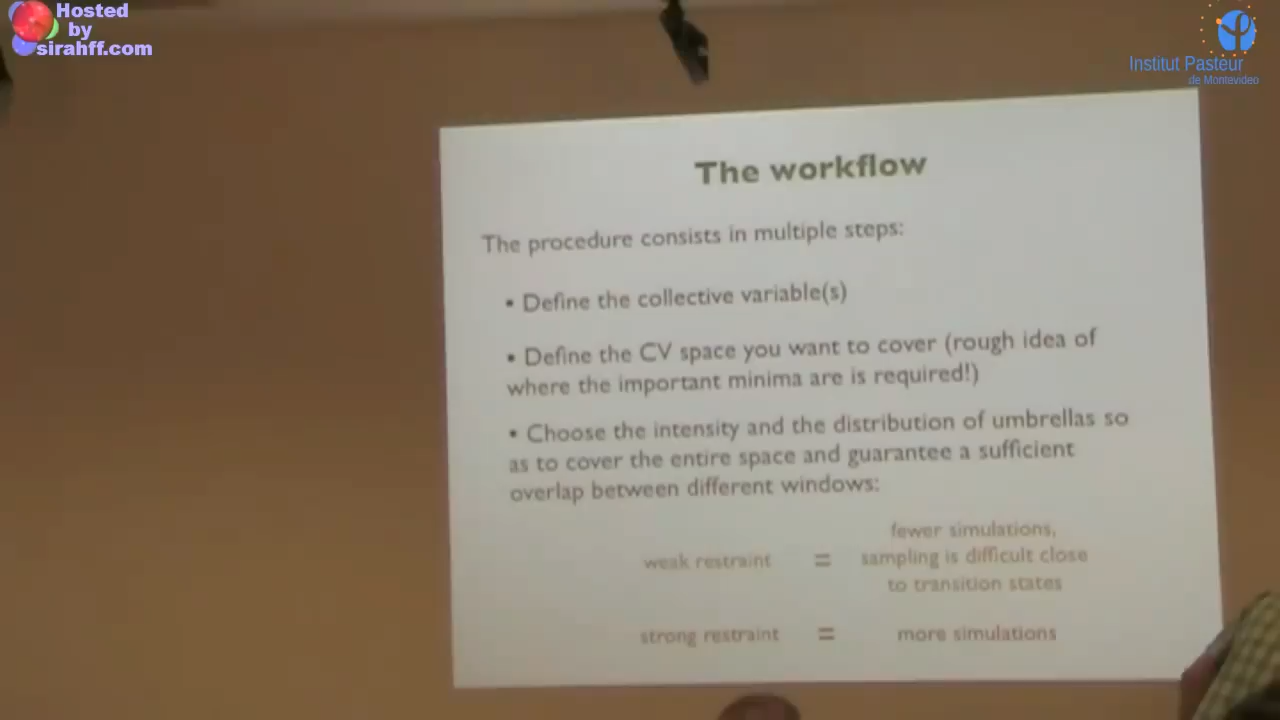 Hosted
by
sirahff.com
Institut Pasteur
de Montevideo
The workflow
The procedure consists in multiple steps:
• Define the collective variable(s)
• Define the CV space you want to cover (rough idea of
where the important minima are is required!)
• Choose the intensity and the distribution of umbrellas so
as to cover the entire space and guarantee a sufficient
overlap between different windows:
weak restraint = fewer simulations,
sampling is difficult close
to transition states
strong restraint = more simulations